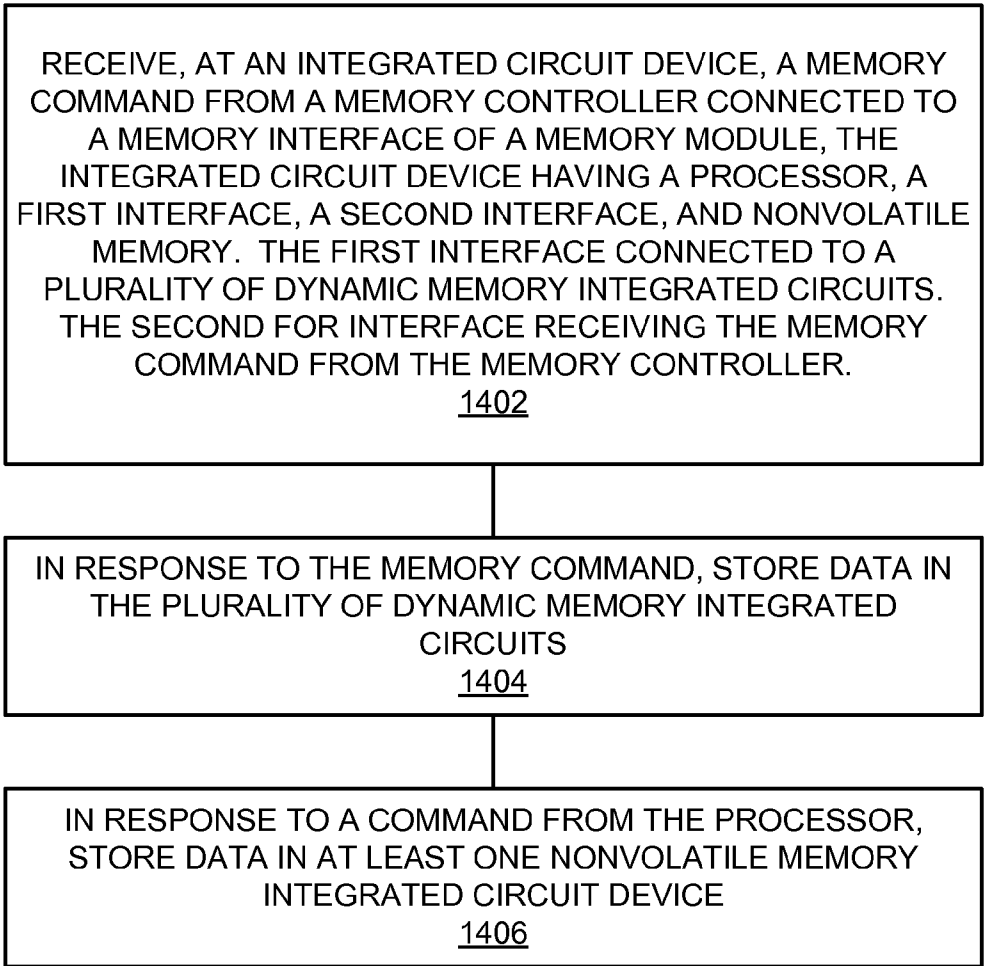 RECEIVE, AT AN INTEGRATED CIRCUIT DEVICE, A MEMORY
COMMAND FROM A MEMORY CONTROLLER CONNECTED TO
A MEMORY INTERFACE OF A MEMORY MODULE, THE
INTEGRATED CIRCUIT DEVICE HAVING A PROCESSOR, A
FIRST INTERFACE, A SECOND INTERFACE, AND NONVOLATILE
MEMORY. THE FIRST INTERFACE CONNECTED TO A
PLURALITY OF DYNAMIC MEMORY INTEGRATED CIRCUITS.
THE SECOND FOR INTERFACE RECEIVING THE MEMORY
COMMAND FROM THE MEMORY CONTROLLER.
1402
IN RESPONSE TO THE MEMORY COMMAND, STORE DATA IN
THE PLURALITY OF DYNAMIC MEMORY INTEGRATED
CIRCUITS
1404
IN RESPONSE TO A COMMAND FROM THE PROCESSOR,
STORE DATA IN AT LEAST ONE NONVOLATILE MEMORY
INTEGRATED CIRCUIT DEVICE
1406